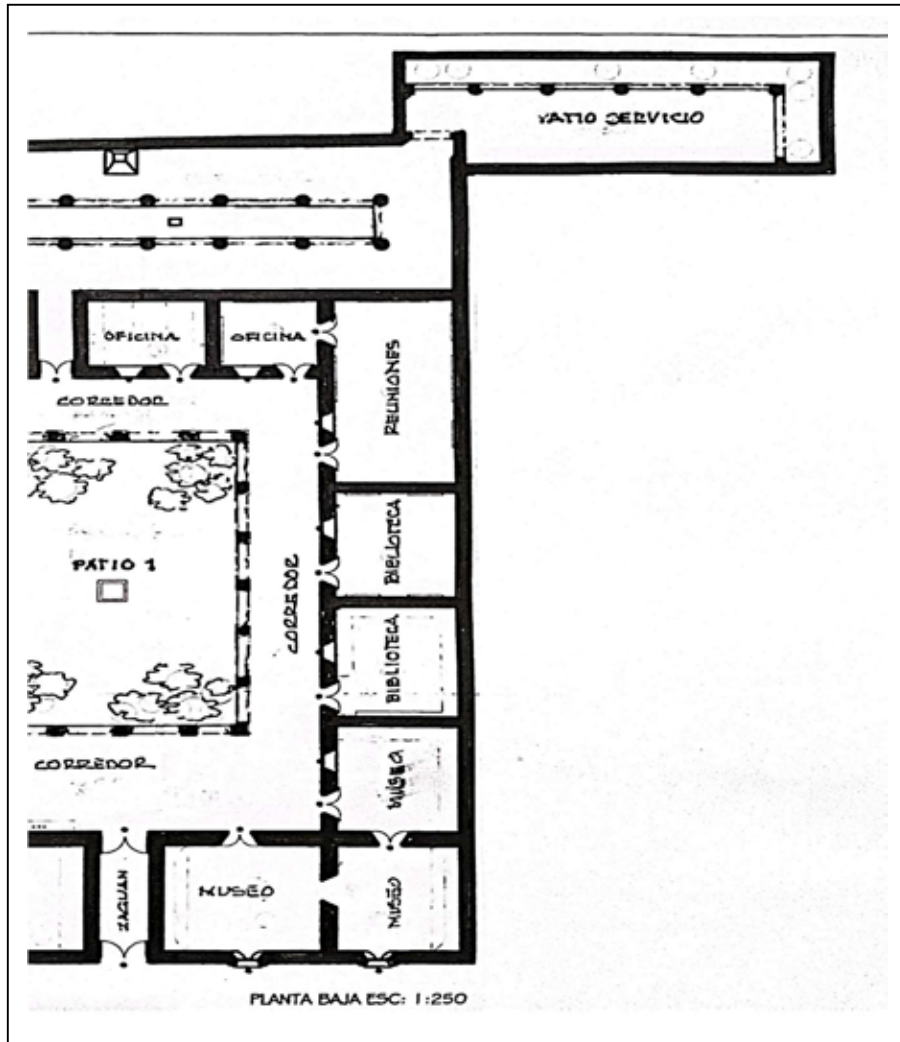 PATIO SERVICIO
OFICINA
OFICINA
REUNIONES
CORREDOR
BIBLIOTECA
PATIO 1
CORREDOR
BIBLIOTECA
CORREDOR
MUSEO
MUSEO
ZAGUAN
MUSEO
PLANTA BAJA ESC: 1:250